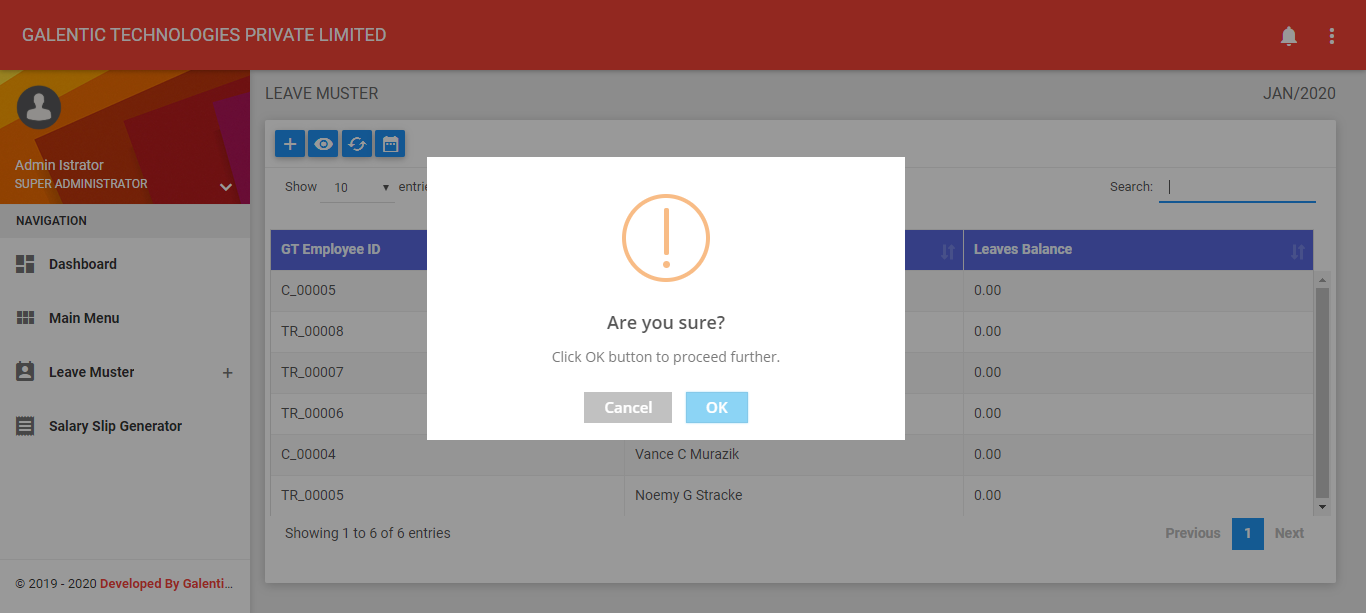 GALENTIC TECHNOLOGIES PRIVATE LIMITED
LEAVE MUSTER
JAN/2020
Admin Istrator
SUPER ADMINISTRATOR
NAVIGATION
Dashboard
Main Menu
Leave Muster
+
Salary Slip Generator
© 2019 - 2020 Developed By Galenti...
Show 10
Search:
GT Employee ID
Leaves Balance
C_00005 0.00
TR_00008 0.00
TR_00007 0.00
TR_00006 0.00
C_00004 Vance C Murazik 0.00
TR_00005 Noemy G Stracke 0.00
Showing 1 to 6 of 6 entries
Previous 1 Next
Are you sure?
Click OK button to proceed further.
Cancel OK